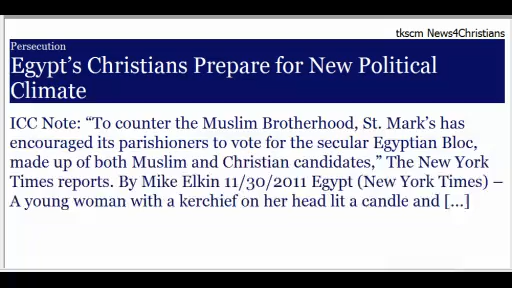 tkscm News4Christians
Persecution
Egypt’s Christians Prepare for New Political
Climate
ICC Note: “To counter the Muslim Brotherhood, St. Mark’s has
encouraged its parishioners to vote for the secular Egyptian Bloc,
made up of both Muslim and Christian candidates,” The New York
Times reports. By Mike Elkin 11/30/2011 Egypt (New York Times) –
A young woman with a kerchief on her head lit a candle and [...]